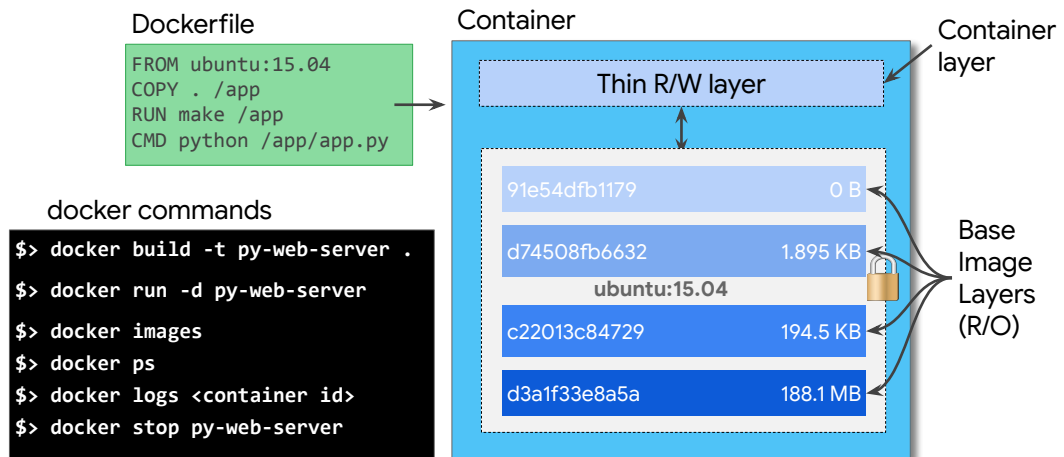 Dockerfile
FROM ubuntu:15.04
COPY . /app
RUN make /app
CMD python /app/app.py
docker commands
$> docker build -t py-web-server .
$> docker run -d py-web-server
$> docker images
$> docker ps
$> docker logs <container id>
$> docker stop py-web-server
Container
Thin R/W layer
91e54dfb1179 0 B
d74508fb6632 1.895 KB
ubuntu:15.04
c22013c84729 194.5 KB
d3a1f33e8a5a 188.1 MB
Container
layer
Base
Image
Layers
(R/O)